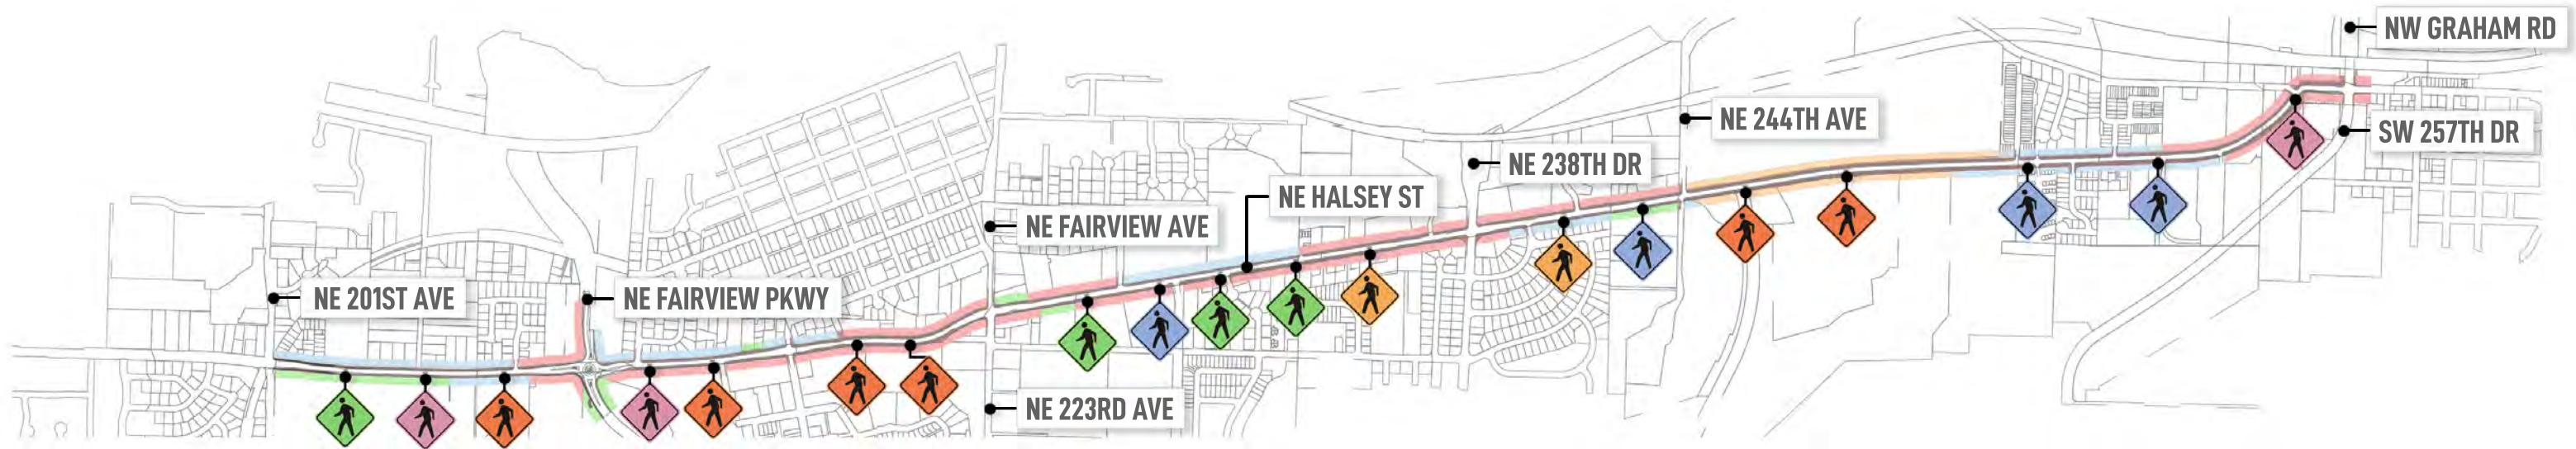 NW GRAHAM RD
NE 244TH AVE
SW 257TH DR
NE 238TH DR
NE HALSEY ST
NE FAIRVIEW AVE
NE 201ST AVE
NE FAIRVIEW PKWY
NE 223RD AVE